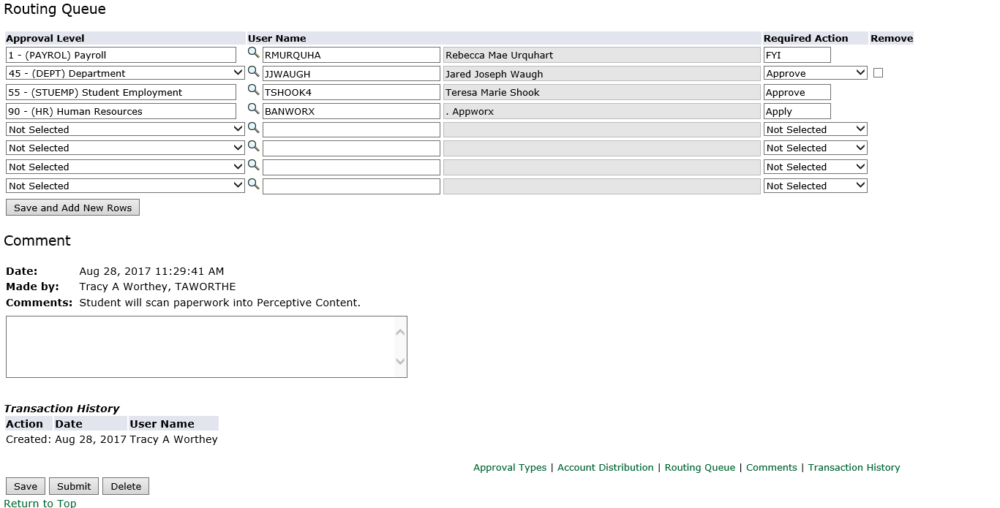 Routing Queue
Approval Level User Name Required Action Remove
1 - (PAYROL) Payroll RMURQUHA Rebecca Mae Urquhart FYI
45 - (DEPT) Department JJWAUGH Jared Joseph Waugh Approve
55 - (STUEMP) Student Employment TSHOOK4 Teresa Marie Shook Approve
90 - (HR) Human Resources BANWORX . Appworx Apply
Not Selected Not Selected
Not Selected Not Selected
Not Selected Not Selected
Not Selected Not Selected
Save and Add New Rows
Comment
Date: Aug 28, 2017 11:29:41 AM
Made by: Tracy A Worthey, TAWORTHE
Comments: Student will scan paperwork into Perceptive Content.
Transaction History
Action Date User Name
Created: Aug 28, 2017 Tracy A Worthey
Approval Types | Account Distribution | Routing Queue | Comments | Transaction History
Save Submit Delete
Return to Top